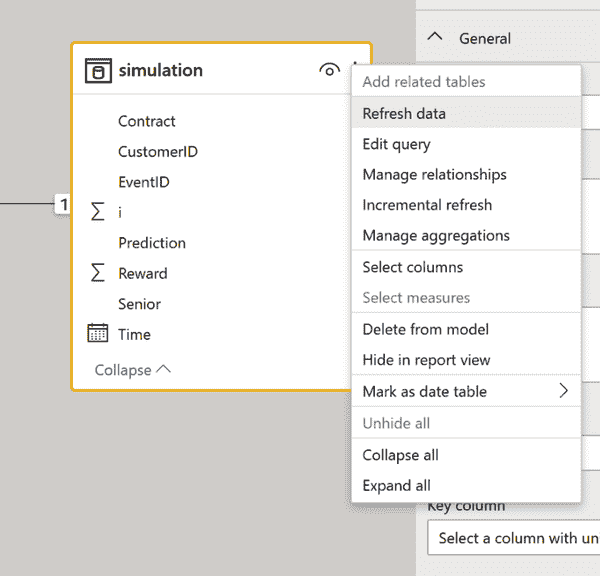 General
simulation
Contract
CustomerID
EventID
1
Σ i
Prediction
Σ Reward
Senior
Time
Collapse
Add related tables
Refresh data
Edit query
Manage relationships
Incremental refresh
Manage aggregations
Select columns
Select measures
Delete from model
Hide in report view
Mark as date table
Unhide all
Collapse all
Expand all
Key column
Select a column with un